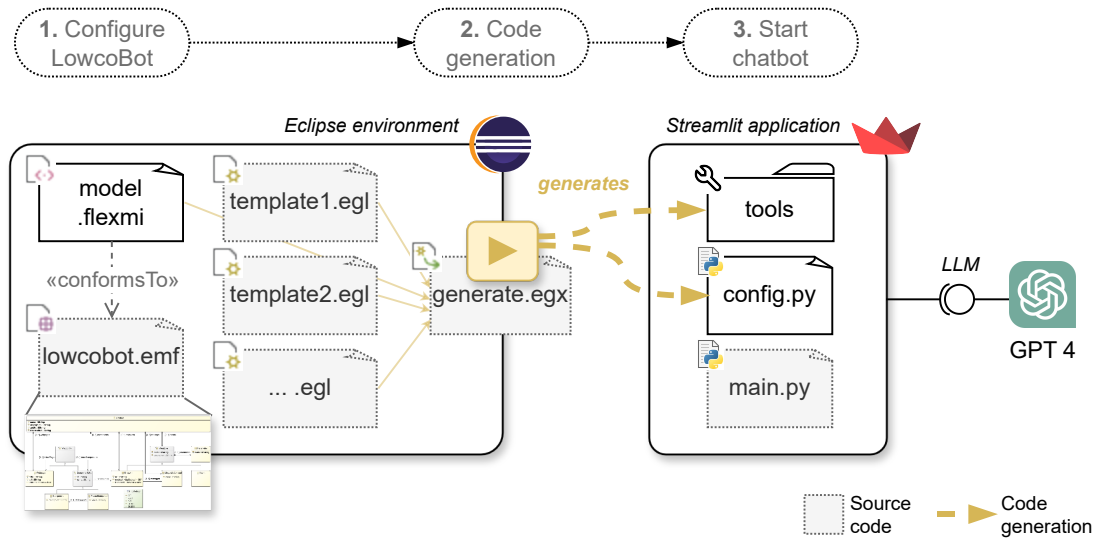 1. Configure
LowcoBot
2. Code
generation
3. Start
chatbot
Eclipse environment
Streamlit application
model
.flexmi
template1.egl
generates
tools
«conformsTo»
template2.egl
generate.egx
config.py
LLM
GPT 4
lowcobot.emf
... .egl
main.py
Source
code
Code
generation